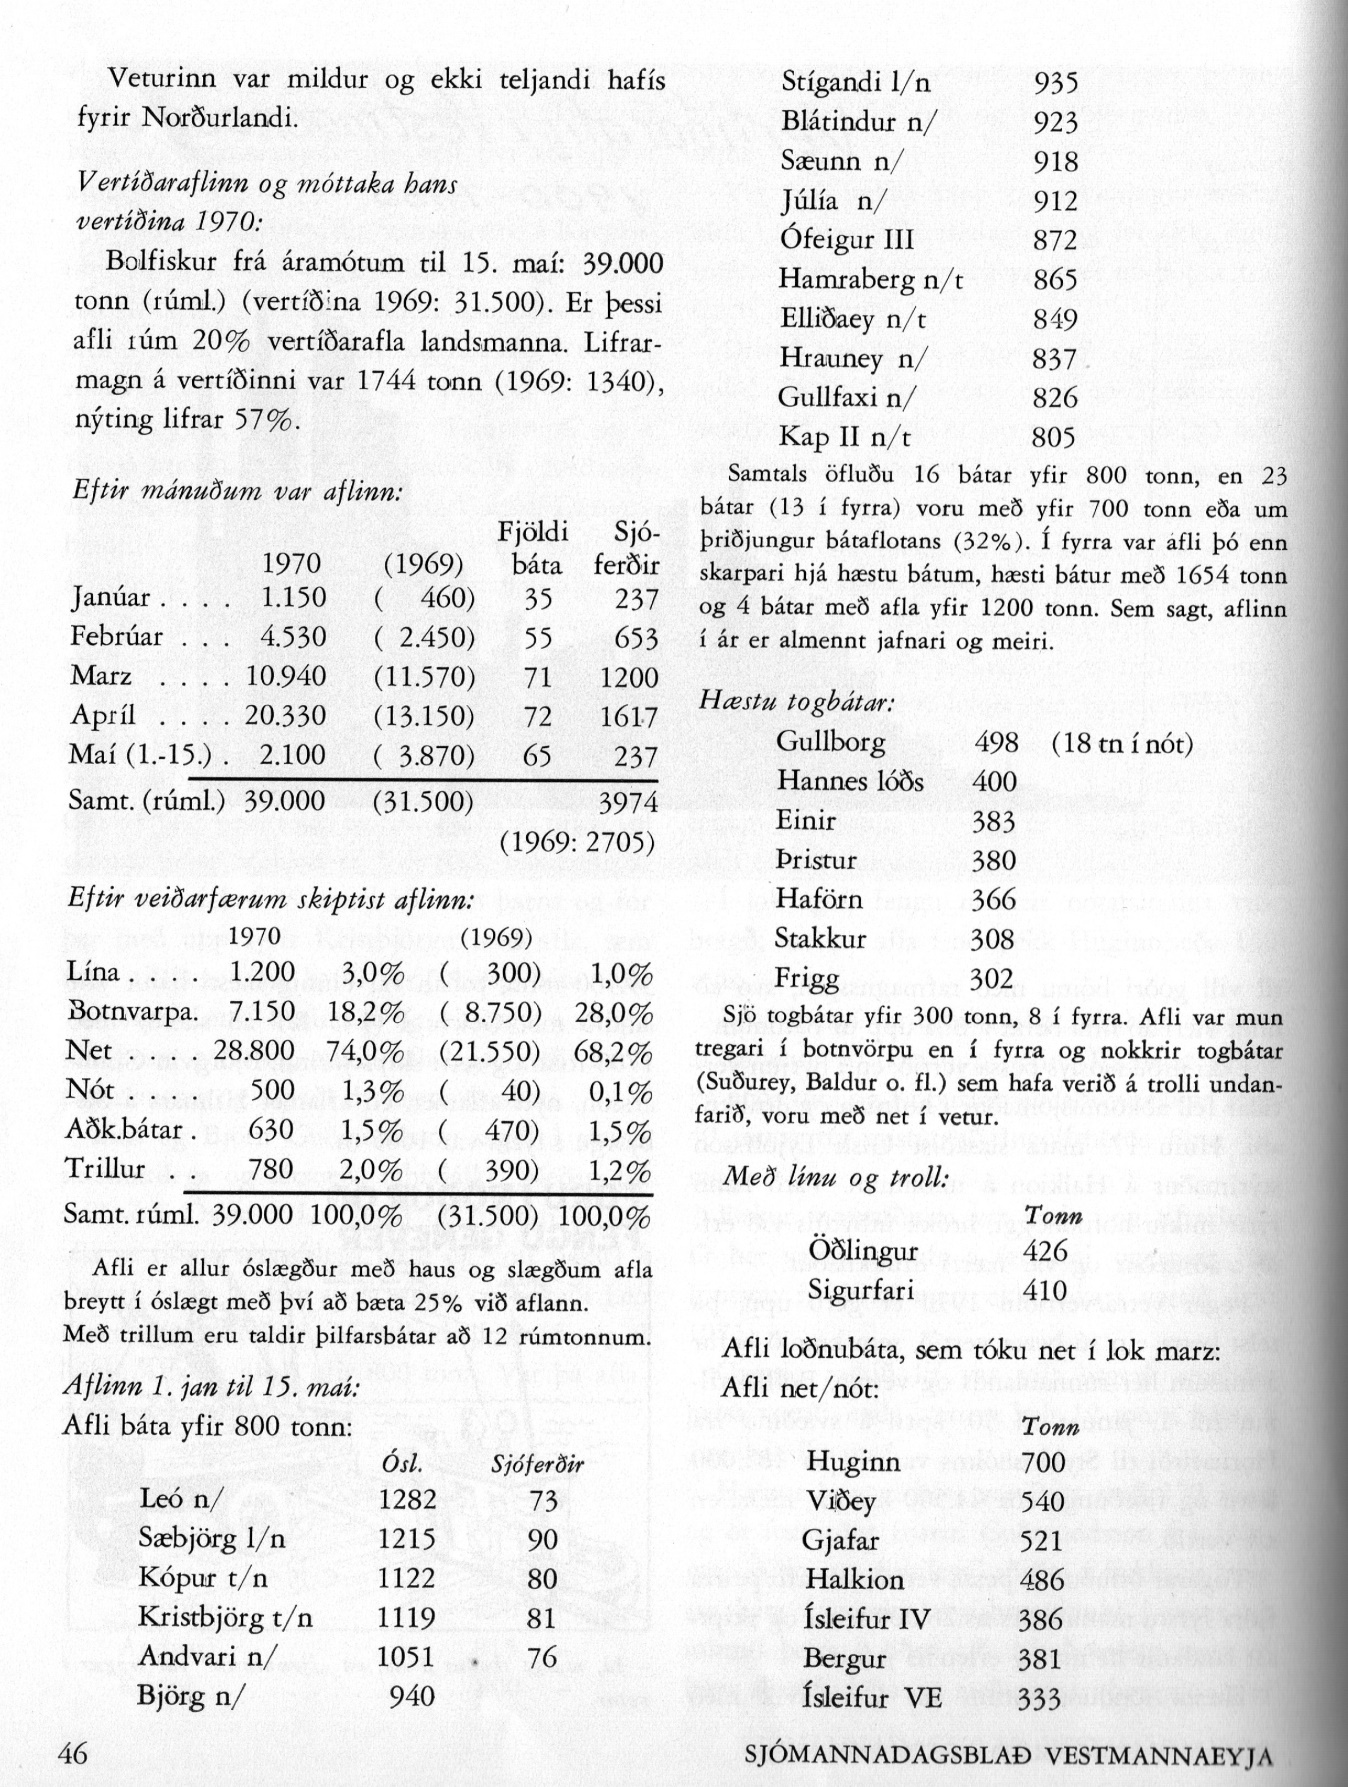 Veturinn var mildur og ekki teljandi hafís
fyrir Norðurlandi.
Vertíðaraflinn og móttaka hans
vertíðina 1970:
Bolfiskur frá áramótum til 15. maí: 39.000
tonn (rúml.) (vertíðina 1969: 31.500). Er þessi
afli rúm 20% vertíðarafla landsmanna. Lifrar-
magn á vertíðinni var 1744 tonn (1969: 1340),
nýting lifrar 57%.
Eftir mánuðum var aflinn:
Fjöldi Sjó-
1970 (1969) báta ferðir
Janúar . . . . 1.150 ( 460) 35 237
Febrúar . . . 4.530 ( 2.450) 55 653
Marz . . . . 10.940 (11.570) 71 1200
Apríl . . . . 20.330 (13.150) 72 1617
Maí (1.-15.) . 2.100 ( 3.870) 65 237
Samt. (rúml.) 39.000 (31.500) 3974
(1969: 2705)
Eftir veiðarfærum skiptist aflinn:
1970 (1969)
Lína . . . . 1.200 3,0% ( 300) 1,0%
Botnvarpa. 7.150 18,2% ( 8.750) 28,0%
Net . . . . 28.800 74,0% (21.550) 68,2%
Nót . . . . 500 1,3% ( 40) 0,1%
Aðk.bátar . 630 1,5% ( 470) 1,5%
Trillur . . 780 2,0% ( 390) 1,2%
Samt. rúml. 39.000 100,0% (31.500) 100,0%
Afli er allur óslægður með haus og slægðum afla
breytt í óslægt með því að bæta 25% við aflann.
Með trillum eru taldir þilfarsbátar að 12 rúmtonnum.
Aflinn 1. jan til 15. maí:
Afli báta yfir 800 tonn:
Ósl. Sjóferðir
Leó n/ 1282 73
Sæbjörg l/n 1215 90
Kópur t/n 1122 80
Kristbjörg t/n 1119 81
Andvari n/ 1051 76
Björg n/ 940
Stígandi l/n 935
Blátindur n/ 923
Sæunn n/ 918
Júlía n/ 912
Ófeigur III 872
Hamraberg n/t 865
Elliðaey n/t 849
Hrauney n/ 837
Gullfaxi n/ 826
Kap II n/t 805
Samtals öfluðu 16 bátar yfir 800 tonn, en 23
bátar (13 í fyrra) voru með yfir 700 tonn eða um
þriðjungur bátaflotans (32%). Í fyrra var afli þó enn
skarpari hjá hæstu bátum, hæsti bátur með 1654 tonn
og 4 bátar með afla yfir 1200 tonn. Sem sagt, aflinn
í ár er almennt jafnari og meiri.
Hæstu togbátar:
Gullborg 498 (18 tn í nót)
Hannes lóðs 400
Einir 383
Þristur 380
Haförn 366
Stakkur 308
Frigg 302
Sjö togbátar yfir 300 tonn, 8 í fyrra. Afli var mun
tregari í botnvörpu en í fyrra og nokkrir togbátar
(Suðurey, Baldur o. fl.) sem hafa verið á trolli undan-
farið, voru með net í vetur.
Með línu og troll:
Tonn
Öðlingur 426
Sigurfari 410
Afli loðnubáta, sem tóku net í lok marz:
Afli net/nót:
Tonn
Huginn 700
Viðey 540
Gjafar 521
Halkion 486
Ísleifur IV 386
Bergur 381
Ísleifur VE 333
46 SJÓMANNADAGSBLAÐ VESTMANNAEYJA